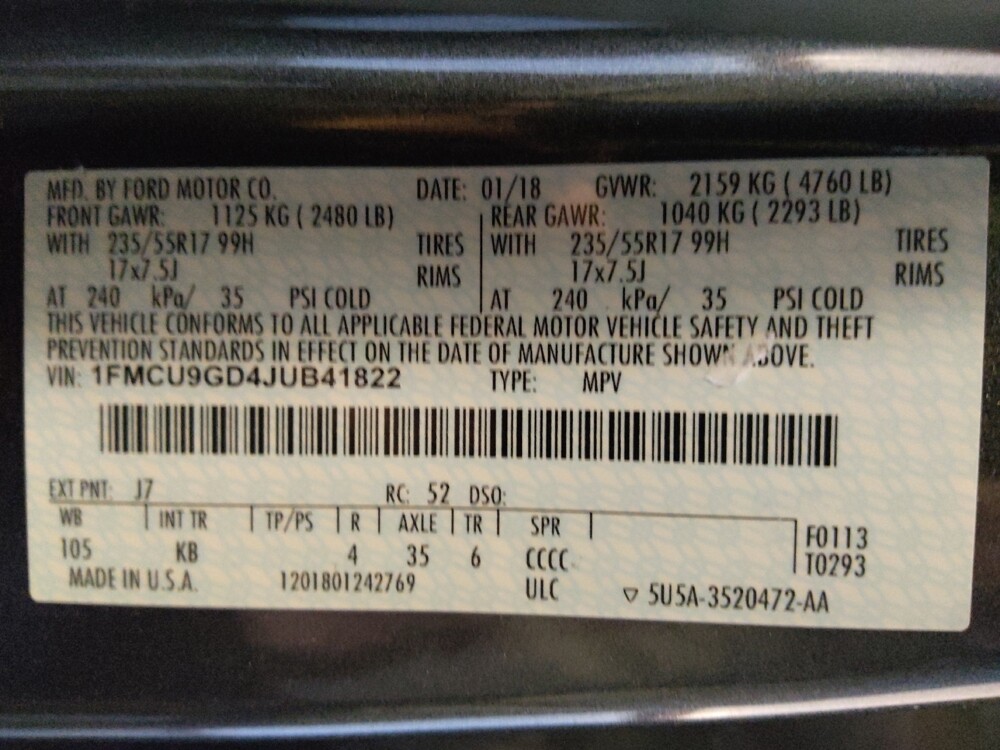 MFD. BY FORD MOTOR CO. DATE: 01/18 GVWR: 2159 KG ( 4760 LB)
FRONT GAWR: 1125 KG ( 2480 LB) REAR GAWR: 1040 KG ( 2293 LB)
WITH 235/55R17 99H TIRES WITH 235/55R17 99H TIRES
17x7.5J RIMS 17x7.5J RIMS
AT 240 kPa/ 35 PSI COLD AT 240 kPa/ 35 PSI COLD
THIS VEHICLE CONFORMS TO ALL APPLICABLE FEDERAL MOTOR VEHICLE SAFETY AND THEFT
PREVENTION STANDARDS IN EFFECT ON THE DATE OF MANUFACTURE SHOWN ABOVE.
VIN: 1FMCU9GD4JUB41822 TYPE: MPV
EXT PNT: J7 RC: 52 DSO:
WB INT TR TP/PS R AXLE TR SPR F0113
105 KB 4 35 6 CCCC T0293
MADE IN U.S.A. 1201801242769 ULC ▽ 5U5A-3520472-AA